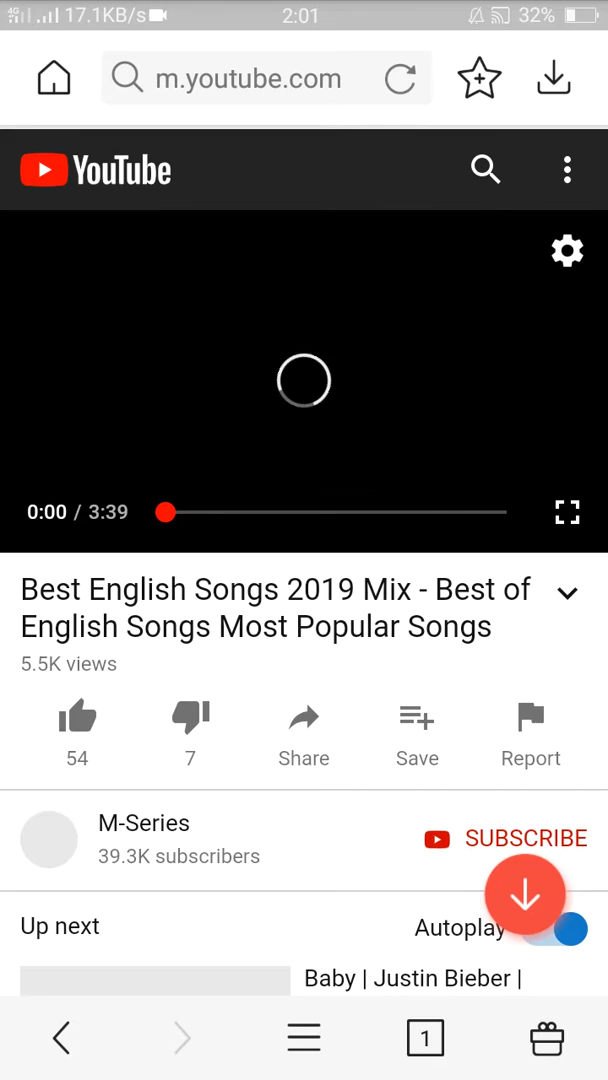 4G 17.1KB/s 2:01 32%
m.youtube.com
YouTube
0:00 / 3:39
Best English Songs 2019 Mix - Best of
English Songs Most Popular Songs
5.5K views
54 7 Share Save Report
M-Series
39.3K subscribers
SUBSCRIBE
Up next Autoplay
Baby | Justin Bieber |
1